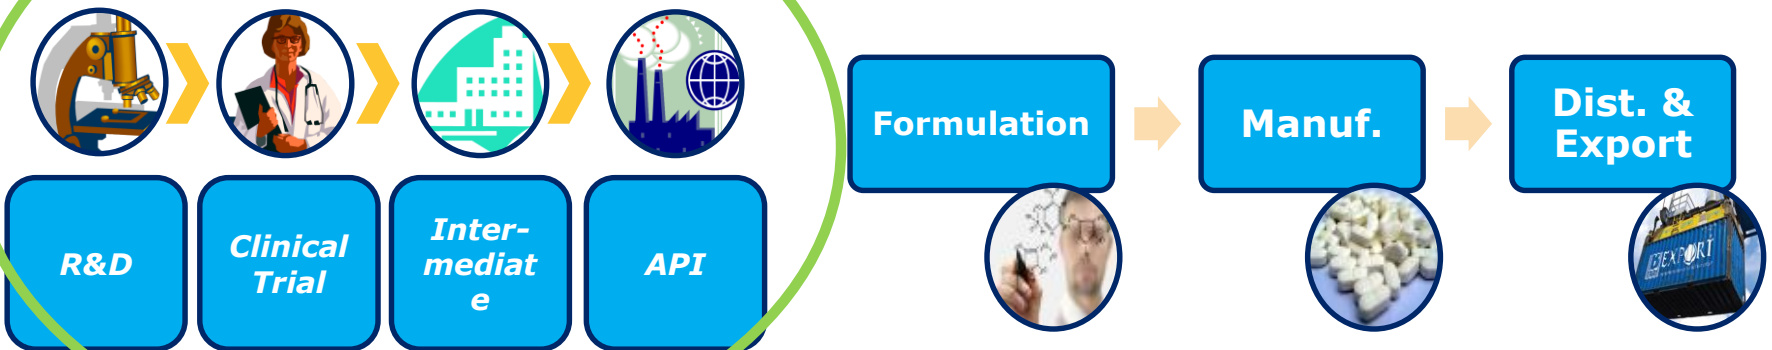 Formulation
Manuf.
Dist. &
Export
R&D
Clinical
Trial
Inter-
mediat
e
API
EXPORT